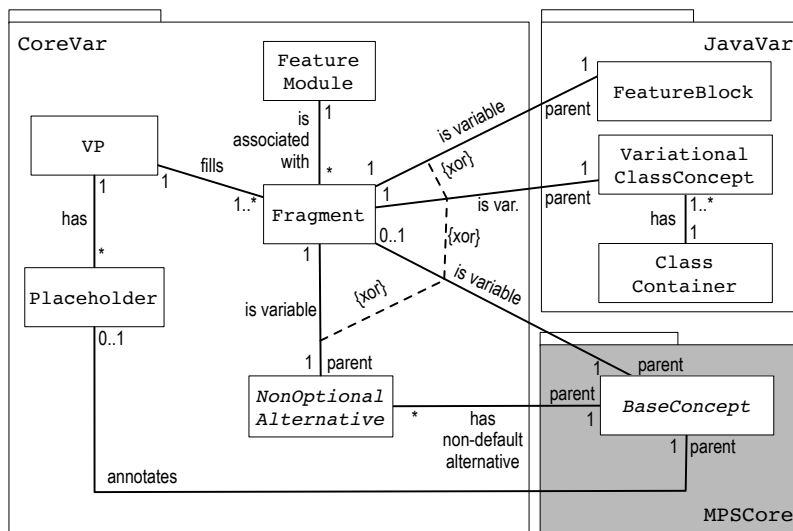 CoreVar
JavaVar
Feature
Module
1
is
associated
with
*
VP
1
1
fills
1..*
has
*
Placeholder
0..1
Fragment
1
1
0..1
1
is variable
1
parent
FeatureBlock
{xor}
Variational
ClassConcept
1
parent
is var.
1..*
has
1
Class
Container
{xor}
is variable
{xor}
is variable
1
parent
NonOptional
Alternative
*
has
non-default
alternative
parent
1
1
parent
BaseConcept
1
parent
annotates
MPSCore